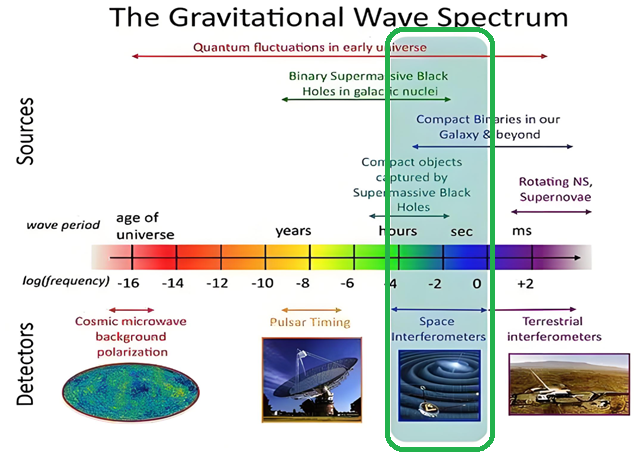 The Gravitational Wave Spectrum
Quantum fluctuations in early universe
Binary Supermassive Black
Holes in galactic nuclei
Compact Binaries in our
Galaxy & beyond
Compact objects
captured by
Supermassive Black
Holes
Rotating NS,
Supernovae
Sources
wave period
age of
universe
years
hours
sec
ms
log(frequency)
-16 -14 -12 -10 -8 -6 -4 -2 0 +2
Detectors
Cosmic microwave
background
polarization
Pulsar Timing
Space
Interferometers
Terrestrial
interferometers